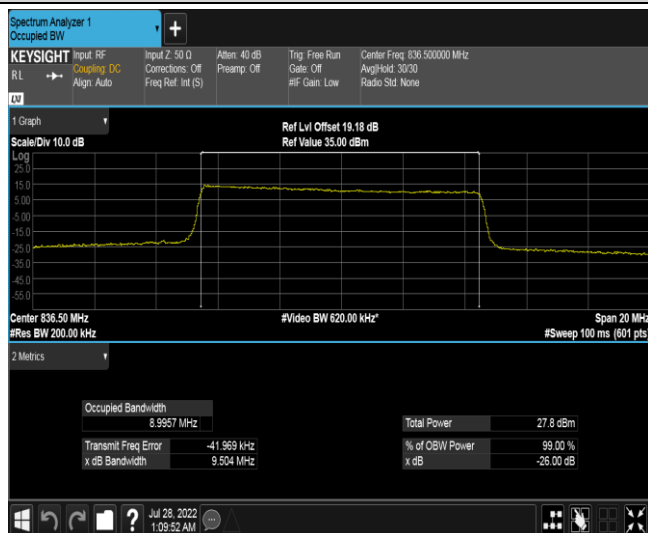 Spectrum Analyzer 1
Occupied BW
+
KEYSIGHT Input: RF Input Z: 50 Ω Atten: 40 dB Trig: Free Run Center Freq: 836.500000 MHz
RL Coupling: DC Corrections: Off Preamp: Off Gate: Off Avg|Hold: 30/30
Align: Auto Freq Ref: Int (S) #IF Gain: Low Radio Std: None
LXI
1 Graph
Ref Lvl Offset 19.18 dB
Scale/Div 10.0 dB Ref Value 35.00 dBm
Log
25.0
15.0
5.00
-5.00
-15.0
-25.0
-35.0
-45.0
-55.0
Center 836.50 MHz #Video BW 620.00 kHz* Span 20 MHz
#Res BW 200.00 kHz #Sweep 100 ms (601 pts)
2 Metrics
Occupied Bandwidth
8.9957 MHz Total Power 27.8 dBm
Transmit Freq Error -41.969 kHz % of OBW Power 99.00 %
x dB Bandwidth 9.504 MHz x dB -26.00 dB
? Jul 28, 2022
1:09:52 AM